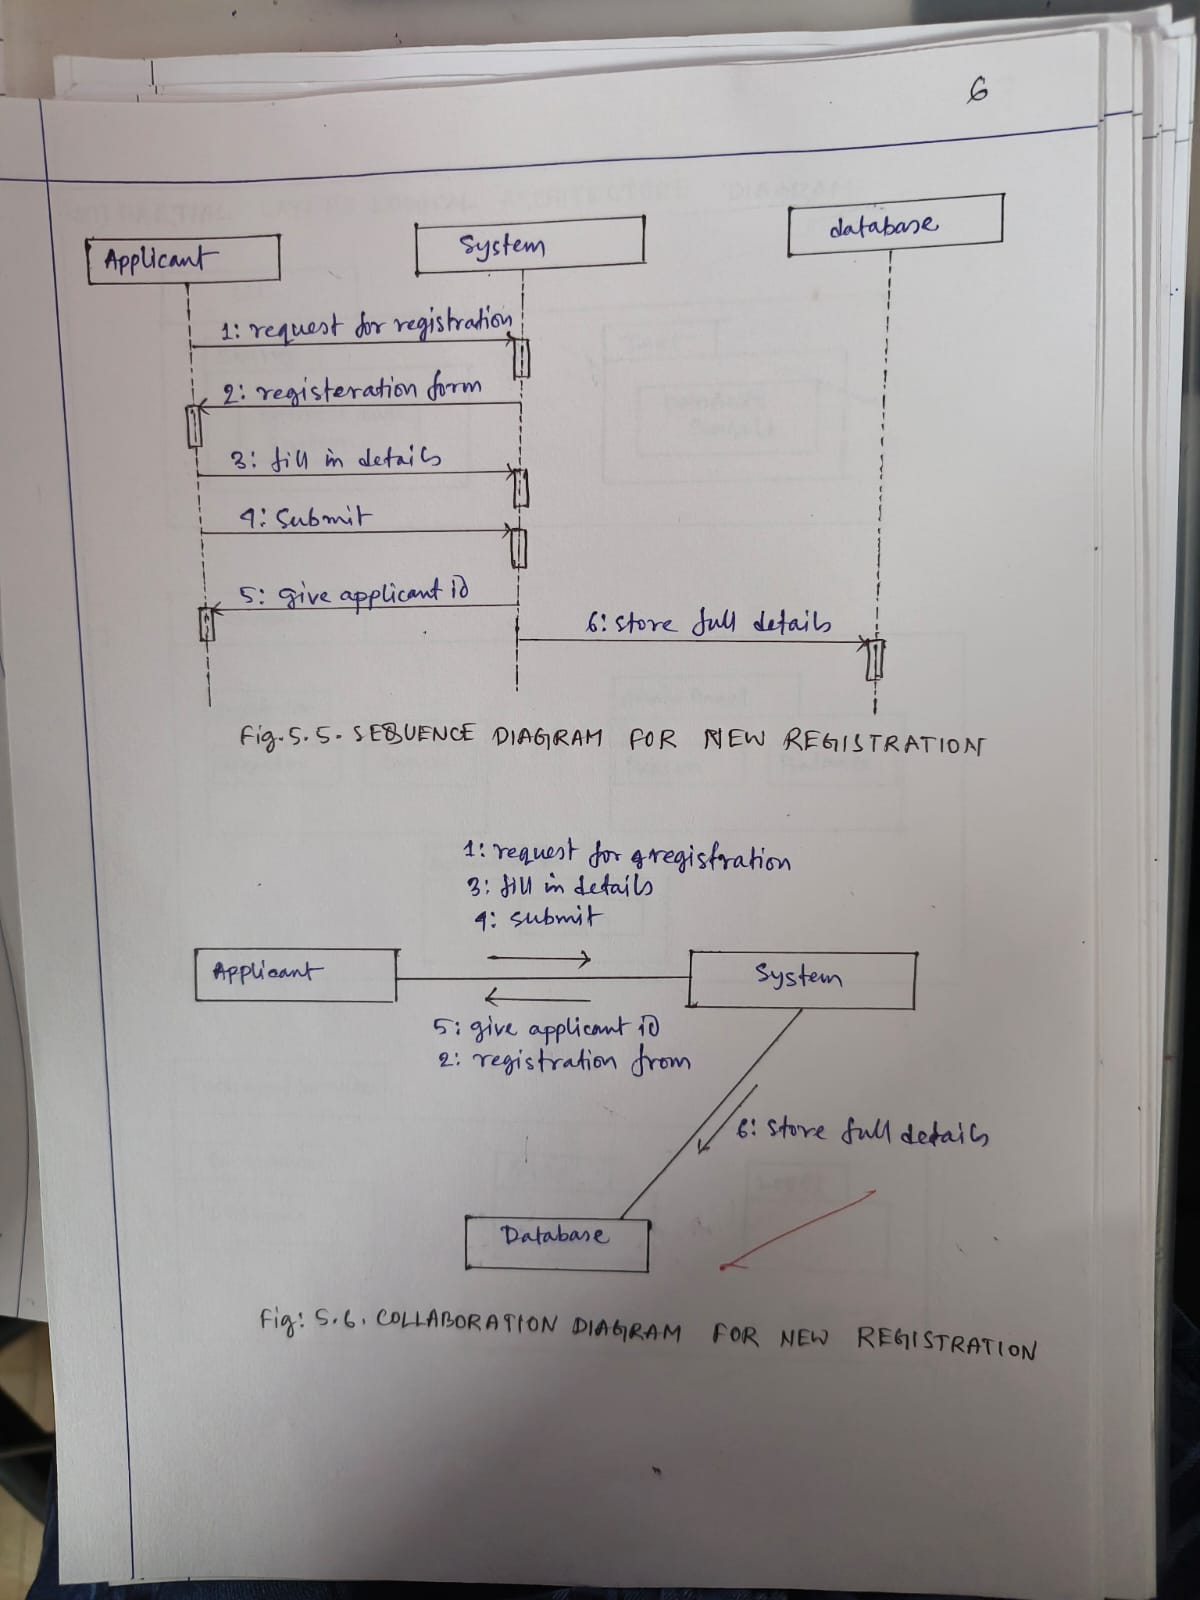 6
Applicant
System
database
1: request for registration
2: registeration form
3: fill in details
4: Submit
5: give applicant id
6: store full details
Fig. 5.5. SEQUENCE DIAGRAM FOR NEW REGISTRATION
1: request for registration
3: fill in details
4: submit
Applicant
System
5: give applicant id
2: registration from
6: store full details
Database
Fig: 5.6. COLLABORATION DIAGRAM FOR NEW REGISTRATION